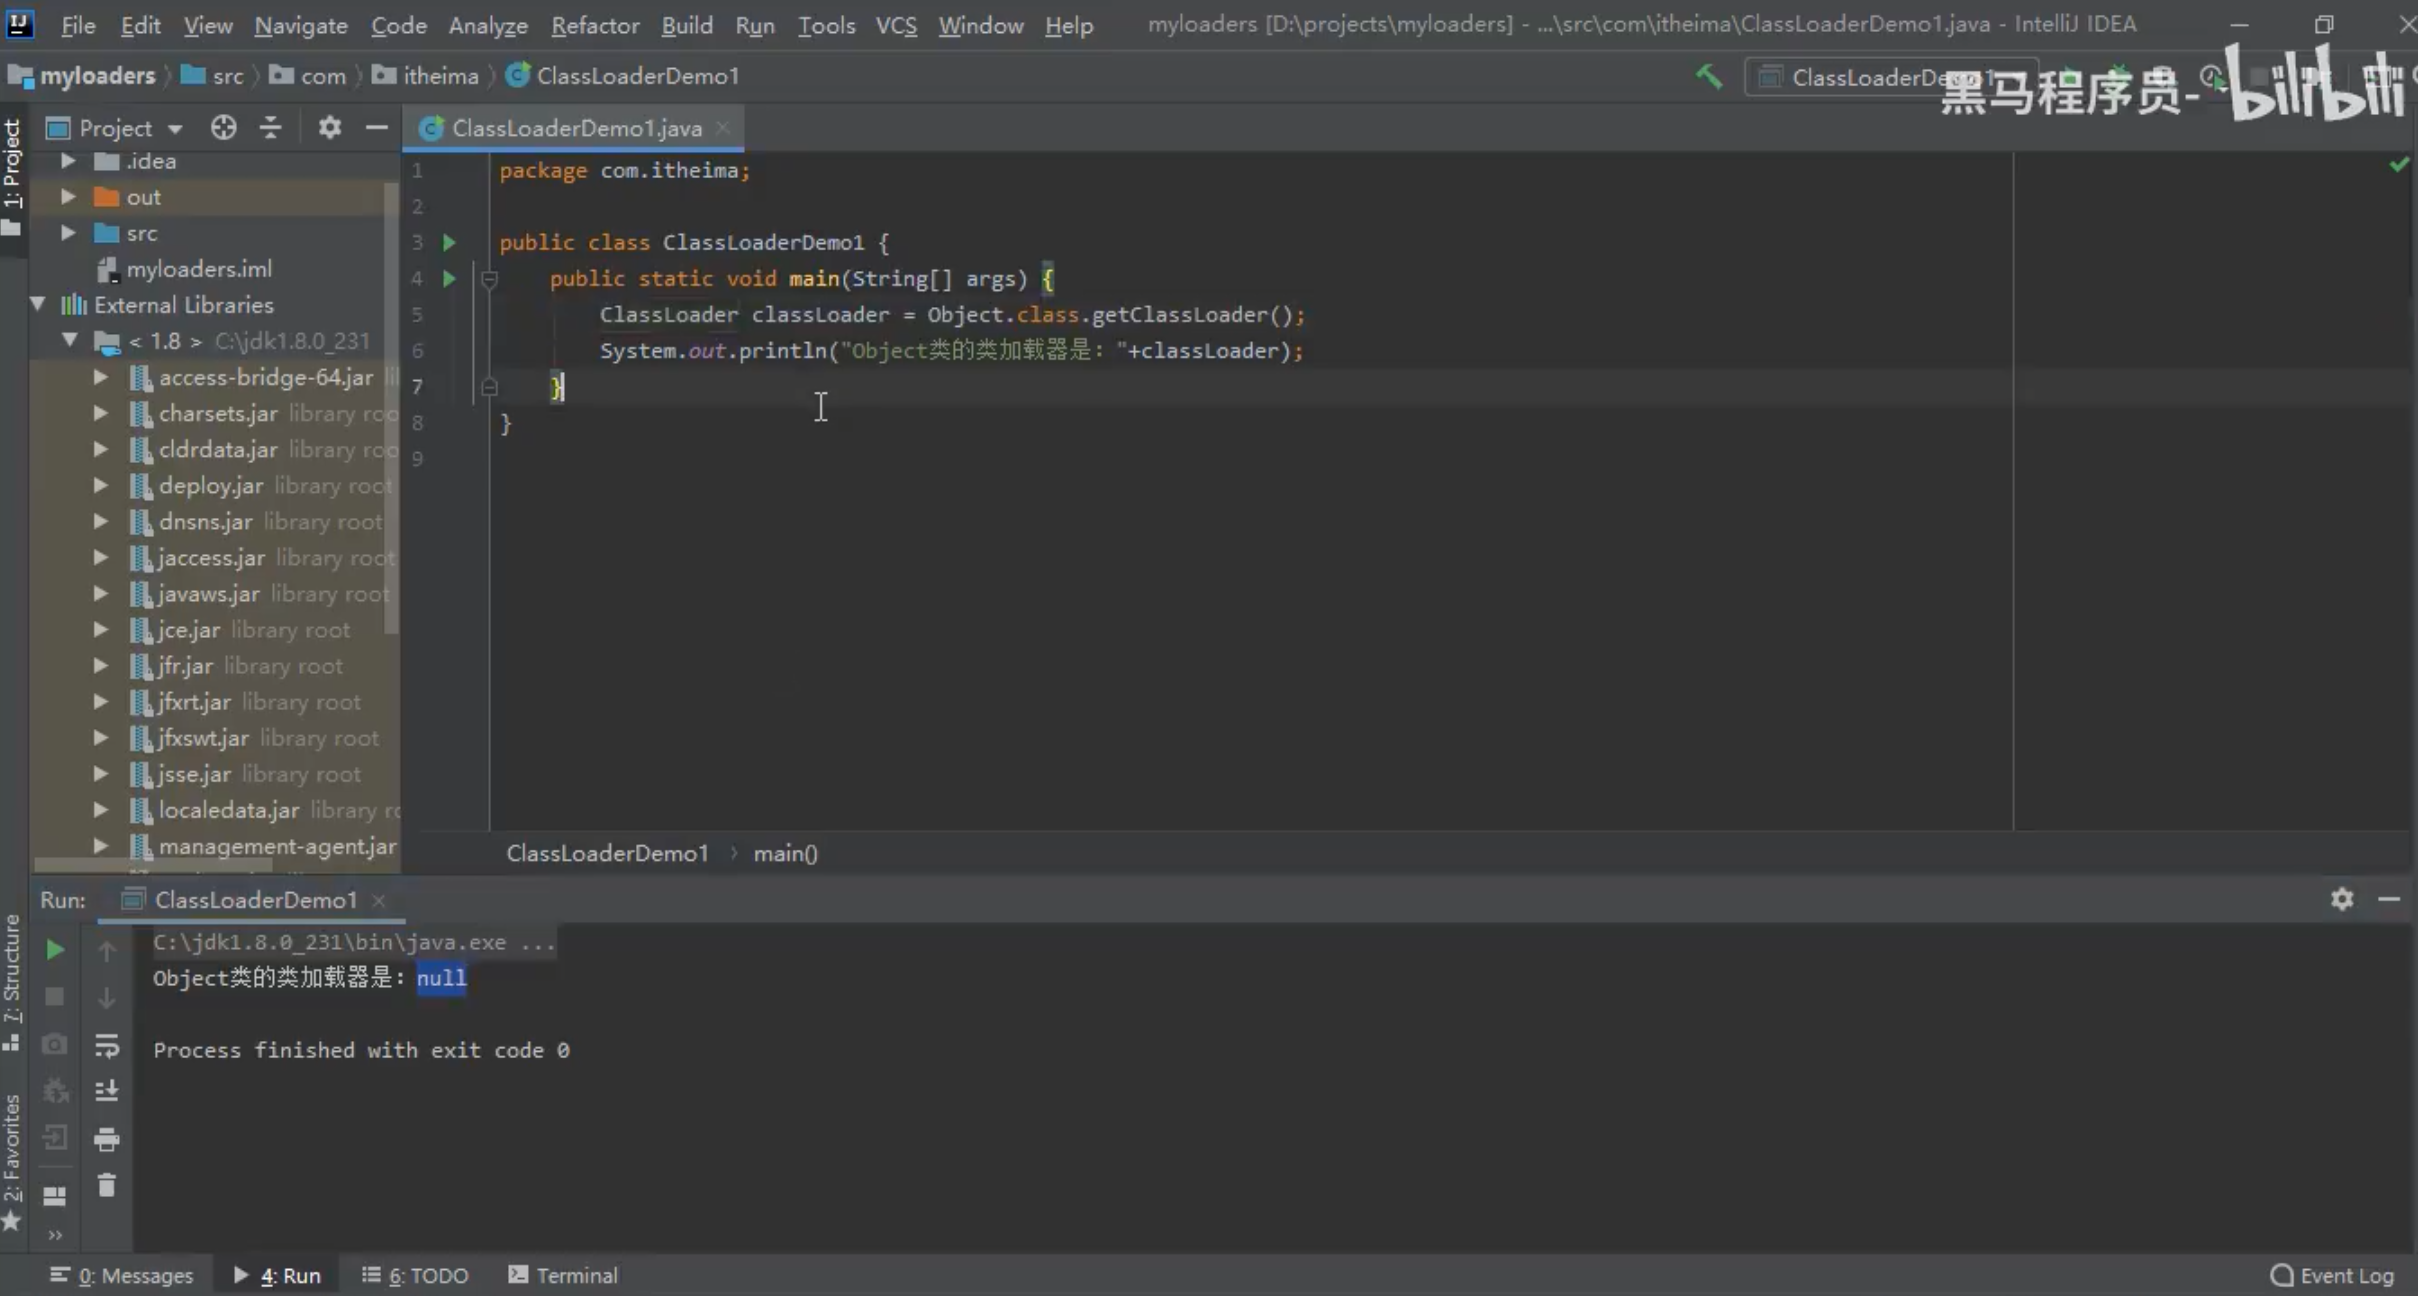 File Edit View Navigate Code Analyze Refactor Build Run Tools VCS Window Help myloaders [D:\projects\myloaders] - ...\src\com\itheima\ClassLoaderDemo1.java - IntelliJ IDEA
myloaders src com itheima ClassLoaderDemo1
黑马程序员- bilibili
1: Project
Project
ClassLoaderDemo1.java
.idea
out
src
myloaders.iml
External Libraries
< 1.8 > C:\jdk1.8.0_231
access-bridge-64.jar
charsets.jar library roo
cldrdata.jar library roo
deploy.jar library root
dnsns.jar library root
jaccess.jar library root
javaws.jar library root
jce.jar library root
jfr.jar library root
jfxrt.jar library root
jfxswt.jar library root
jsse.jar library root
localedata.jar library ro
management-agent.jar
1 package com.itheima;
2
3 public class ClassLoaderDemo1 {
4 public static void main(String[] args) {
5 ClassLoader classLoader = Object.class.getClassLoader();
6 System.out.println("Object类的类加载器是："+classLoader);
7 }
8 }
9
ClassLoaderDemo1 main()
Run: ClassLoaderDemo1
C:\jdk1.8.0_231\bin\java.exe ...
Object类的类加载器是：null
Process finished with exit code 0
7: Structure
2: Favorites
0: Messages 4: Run 6: TODO Terminal Event Log